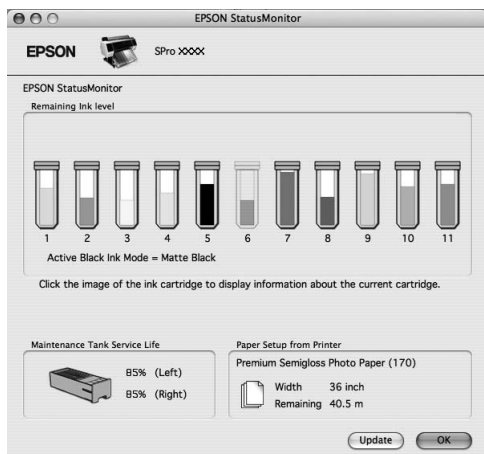 EPSON StatusMonitor
EPSON
SPro XXXX
EPSON StatusMonitor
Remaining Ink level
1 2 3 4 5 6 7 8 9 10 11
Active Black Ink Mode = Matte Black
Click the image of the ink cartridge to display information about the current cartridge.
Maintenance Tank Service Life
85% (Left)
85% (Right)
Paper Setup from Printer
Premium Semigloss Photo Paper (170)
Width 36 inch
Remaining 40.5 m
Update
OK